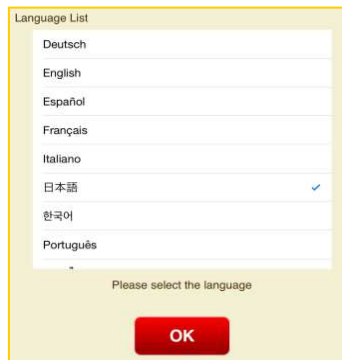 Language List
Deutsch
English
Español
Français
Italiano
日本語
한국어
Português
Please select the language
OK